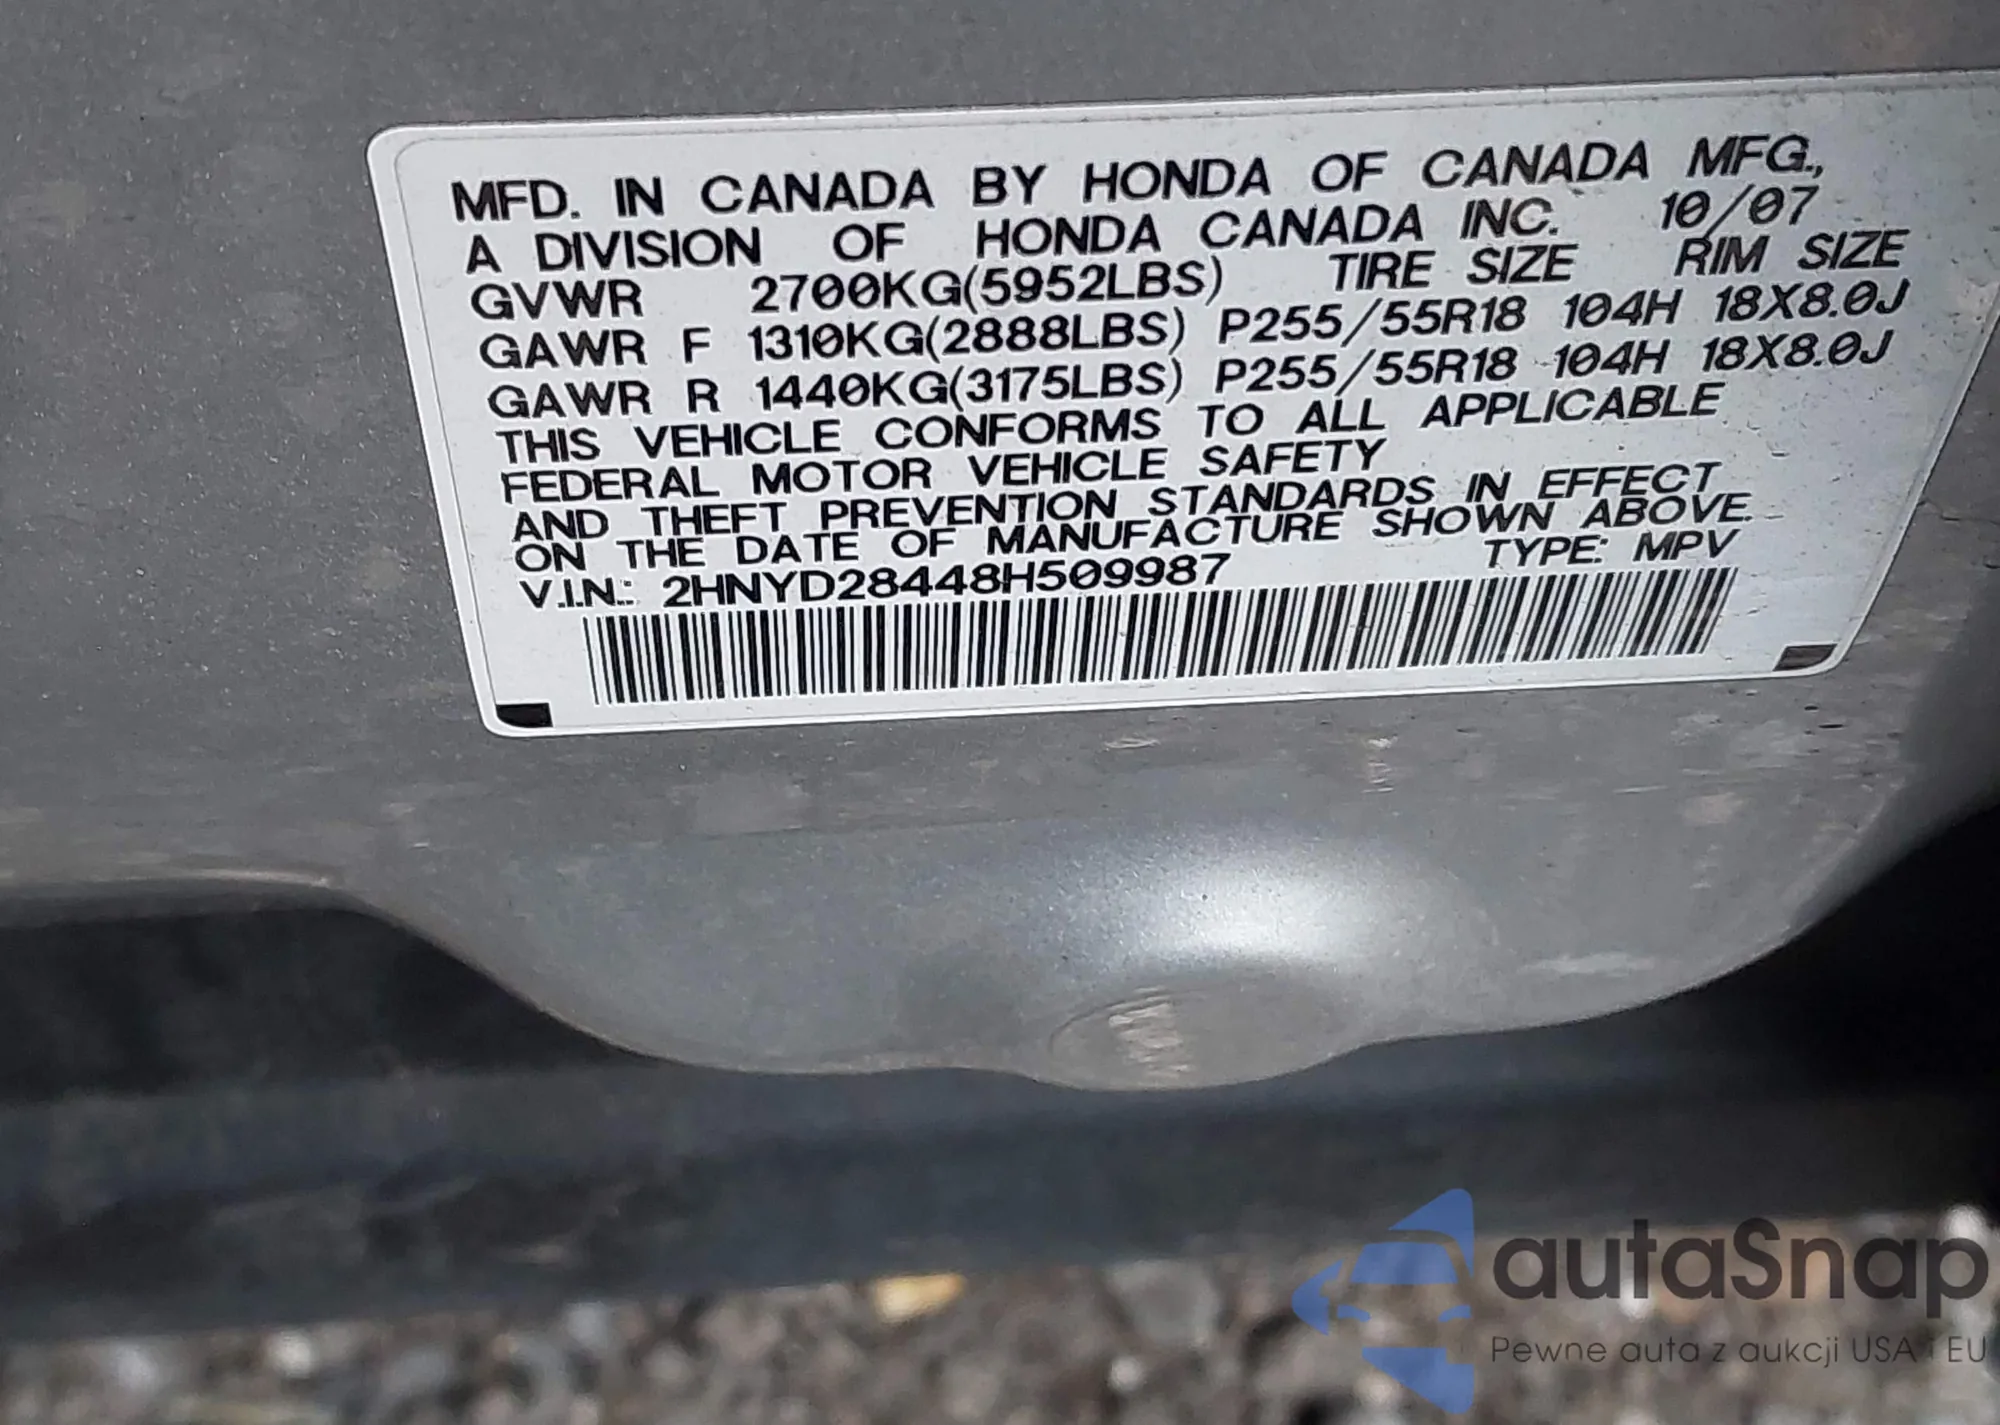 MFD. IN CANADA BY HONDA OF CANADA MFG.,
A DIVISION OF HONDA CANADA INC. 10/07
GVWR 2700KG(5952LBS) TIRE SIZE RIM SIZE
GAWR F 1310KG(2888LBS) P255/55R18 104H 18X8.0J
GAWR R 1440KG(3175LBS) P255/55R18 104H 18X8.0J
THIS VEHICLE CONFORMS TO ALL APPLICABLE
FEDERAL MOTOR VEHICLE SAFETY
AND THEFT PREVENTION STANDARDS IN EFFECT
ON THE DATE OF MANUFACTURE SHOWN ABOVE.
V.I.N.: 2HNYD28448H509987 TYPE: MPV
autaSnap
Pewne auta z aukcji USA i EU